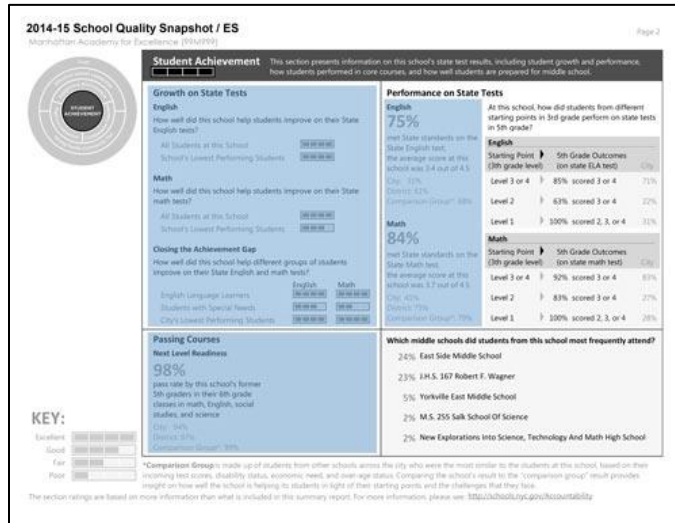 2014-15 School Quality Snapshot / ES
Page 2
Manhattan Academy for Excellence (99M999)
STUDENT ACHIEVEMENT
Student Achievement
This section presents information on this school's state test results, including student growth and performance,
how students performed in core courses, and how well students are prepared for middle school.
Growth on State Tests
English
How well did this school help students improve on their State
English tests?
All Students at this School
School's Lowest Performing Students
Math
How well did this school help students improve on their State
math tests?
All Students at this School
School's Lowest Performing Students
Closing the Achievement Gap
How well did this school help different groups of students
improve on their State English and math tests?
English Math
English Language Learners
Students with Special Needs
City's Lowest Performing Students
Performance on State Tests
English
75%
met State standards on the
State English test;
the average score at this
school was 3.4 out of 4.5
District: 62%
Comparison Group*: 68%
Math
84%
met State standards on the
State Math test;
the average score at this
school was 3.7 out of 4.5
District: 75%
Comparison Group*: 79%
At this school, how did students from different
starting points in 3rd grade perform on state tests
in 5th grade?
English
Starting Point 5th Grade Outcomes
(3rd grade level) (on state ELA test) City
Level 3 or 4 85% scored 3 or 4 71%
Level 2 63% scored 3 or 4 22%
Level 1 100% scored 2, 3, or 4 31%
Math
Starting Point 5th Grade Outcomes
(3rd grade level) (on state math test) City
Level 3 or 4 92% scored 3 or 4 83%
Level 2 83% scored 3 or 4 27%
Level 1 100% scored 2, 3, or 4 28%
Passing Courses
Next Level Readiness
98%
pass rate by this school's former
5th graders in their 6th grade
classes in math, English, social
studies, and science
City: 94%
District: 97%
Comparison Group*: 99%
Which middle schools did students from this school most frequently attend?
24% East Side Middle School
23% J.H.S. 167 Robert F. Wagner
5% Yorkville East Middle School
2% M.S. 255 Salk School Of Science
2% New Explorations Into Science, Technology And Math High School
KEY:
Excellent
Good
Fair
Poor
*Comparison Group is made up of students from other schools across the city who were the most similar to the students at this school, based on their
incoming test scores, disability status, economic need, and over-age status. Comparing the school's result to the "comparison group" result provides
insight on how well the school is helping its students in light of their starting points and the challenges that they face.
The section ratings are based on more information than what is included in this summary report. For more information, please see: http://schools.nyc.gov/Accountability